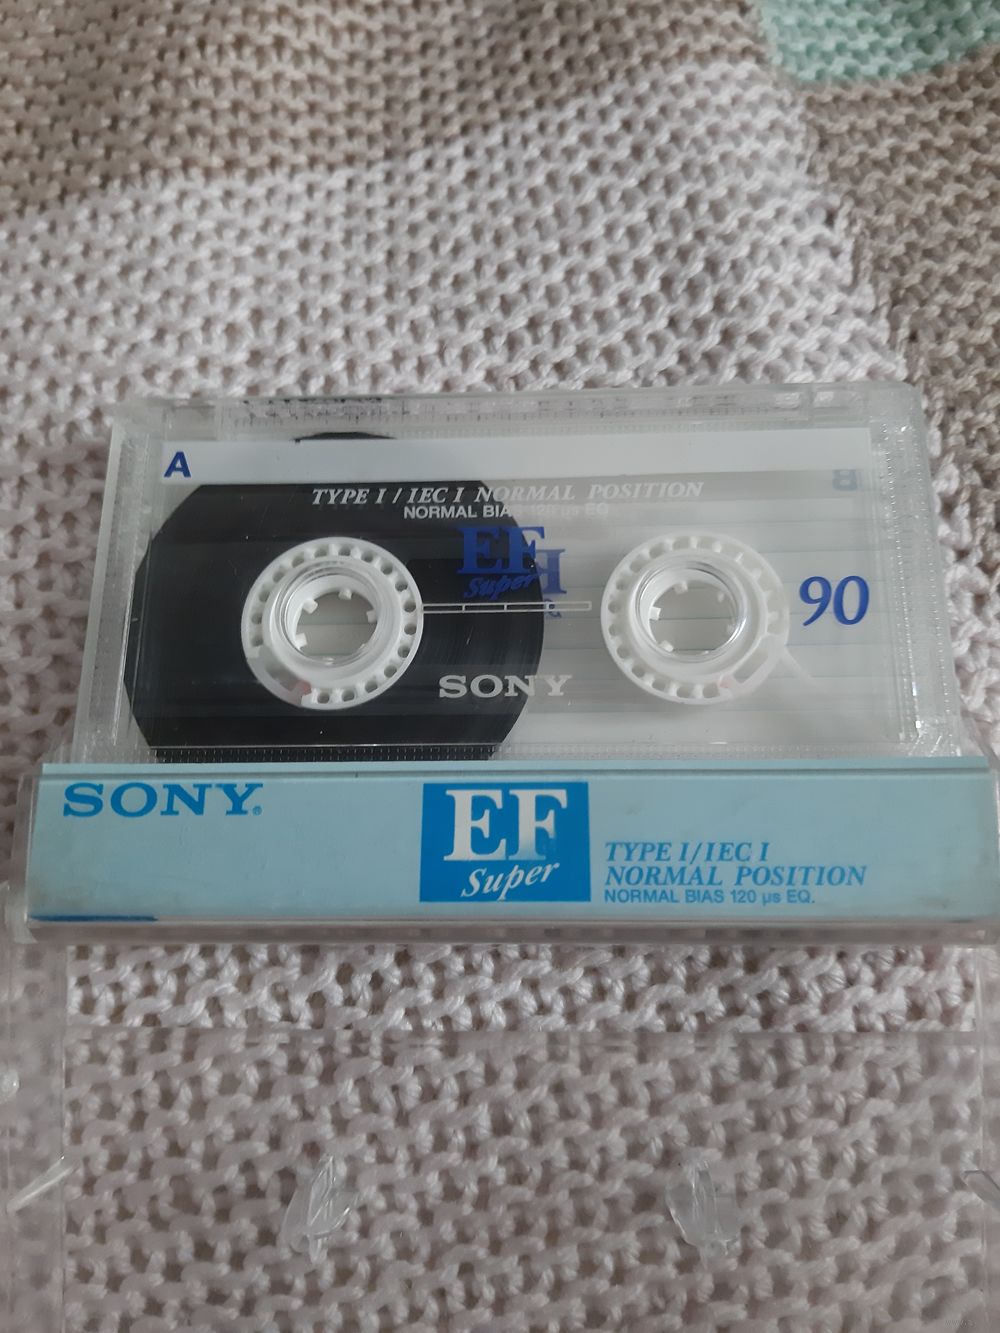 A
B
TYPE I / IEC I NORMAL POSITION
NORMAL BIAS 120 µs EQ.
EF
Super
90
SONY
SONY®
EF
Super
TYPE I/IEC I
NORMAL POSITION
NORMAL BIAS 120 µs EQ.